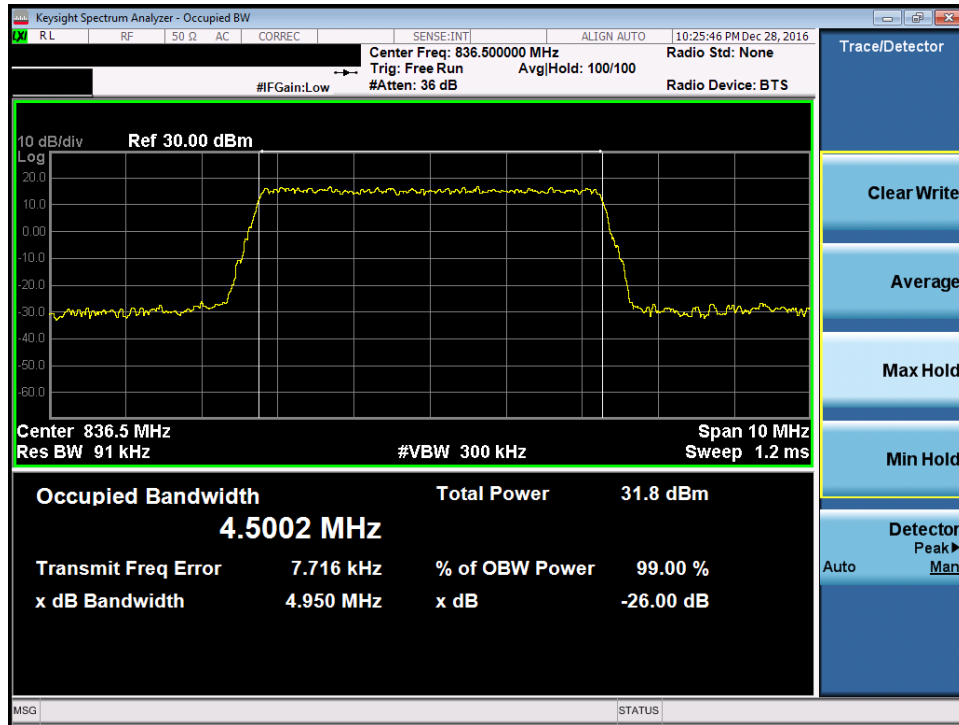 Keysight Spectrum Analyzer - Occupied BW
LXI RL RF 50 Ω AC CORREC SENSE:INT ALIGN AUTO 10:25:46 PM Dec 28, 2016
Center Freq: 836.500000 MHz Radio Std: None
Trig: Free Run Avg|Hold: 100/100
#IFGain:Low #Atten: 36 dB Radio Device: BTS
Trace/Detector
10 dB/div Ref 30.00 dBm
Log
20.0
10.0
0.00
-10.0
-20.0
-30.0
-40.0
-50.0
-60.0
Center 836.5 MHz Span 10 MHz
Res BW 91 kHz #VBW 300 kHz Sweep 1.2 ms
Occupied Bandwidth Total Power 31.8 dBm
4.5002 MHz
Transmit Freq Error 7.716 kHz % of OBW Power 99.00 %
x dB Bandwidth 4.950 MHz x dB -26.00 dB
Clear Write
Average
Max Hold
Min Hold
Detector
Peak▶
Auto Man
MSG STATUS